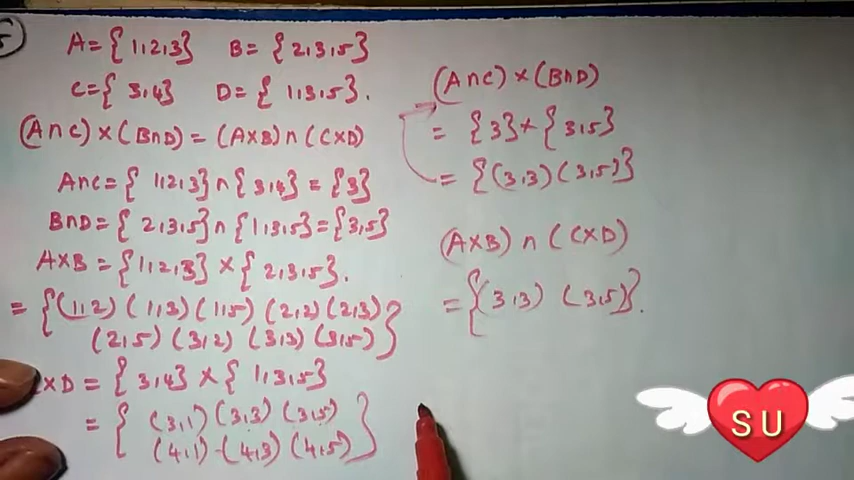 5
A={1,2,3} B={2,3,5}
C={3,4} D={1,3,5}.
(A∩C)×(B∩D)=(A×B)∩(C×D)
A∩C={1,2,3}∩{3,4}={3}
B∩D={2,3,5}∩{1,3,5}={3,5}
A×B={1,2,3}×{2,3,5}.
={(1,2)(1,3)(1,5)(2,2)(2,3)
(2,5)(3,2)(3,3)(3,5)}
×D={3,4}×{1,3,5}
={(3,1)(3,3)(3,5)
(4,1)(4,3)(4,5)}
(A∩C)×(B∩D)
={3}×{3,5}
={(3,3)(3,5)}
(A×B)∩(C×D)
={(3,3) (3,5)}.
SU